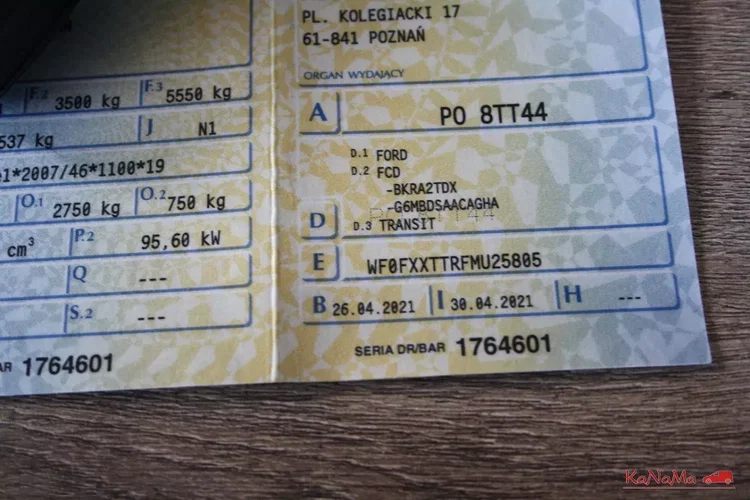 F.2 3500 kg F.3 5550 kg
537 kg J N1
1*2007/46*1100*19
O.1 2750 kg O.2 750 kg
cm³ P.2 95,60 kW
Q ---
S.2 ---
AR 1764601
PL. KOLEGIACKI 17
61-841 POZNAŃ
ORGAN WYDAJĄCY
A PO 8TT44
D.1 FORD
D.2 FCD
-BKRA2TDX
-G6MBDSAACAGHA
D D.3 TRANSIT
E WF0FXXTTRFMU25805
B 26.04.2021 I 30.04.2021 H ---
SERIA DR/BAR 1764601
KaNaMa